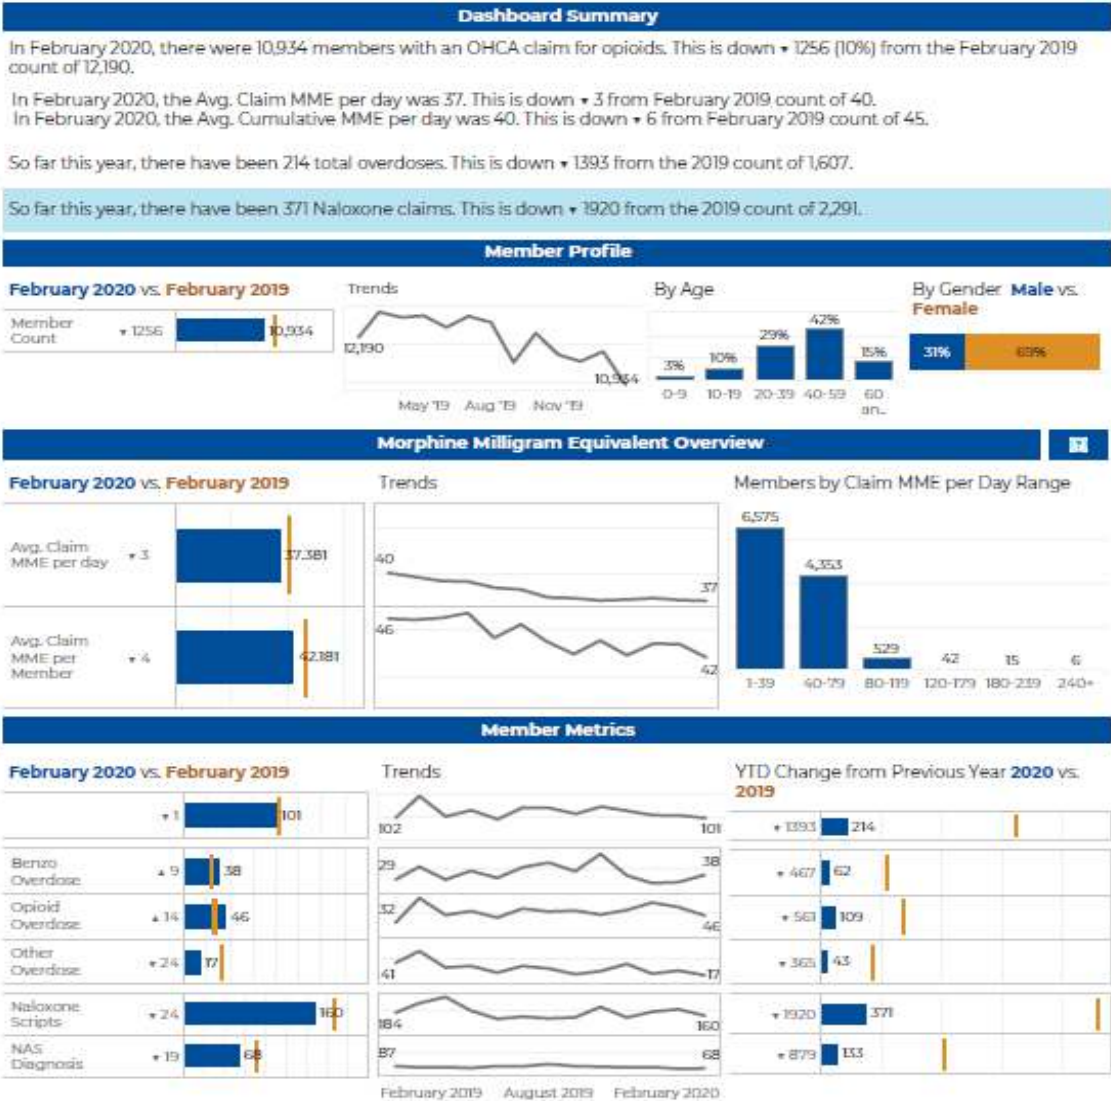 Dashboard Summary
In February 2020, there were 10,934 members with an OHCA claim for opioids. This is down ▾ 1256 (10%) from the February 2019
count of 12,190.
In February 2020, the Avg. Claim MME per day was 37. This is down ▾ 3 from February 2019 count of 40.
In February 2020, the Avg. Cumulative MME per day was 40. This is down ▾ 6 from February 2019 count of 45.
So far this year, there have been 214 total overdoses. This is down ▾ 1393 from the 2019 count of 1,607.
So far this year, there have been 371 Naloxone claims. This is down ▾ 1920 from the 2019 count of 2,291.
Member Profile
February 2020 vs. February 2019
Member
Count
▾ 1256
10,934
Trends
12,190
10,934
May '19 Aug '19 Nov '19
By Age
3% 10% 29% 42% 15%
0-9 10-19 20-39 40-59 60
an..
By Gender Male vs.
Female
31% 69%
Morphine Milligram Equivalent Overview
?
February 2020 vs. February 2019
Avg. Claim
MME per day
▾ 3
37.381
Avg. Claim
MME per
Member
▾ 4
42.181
Trends
40
37
46
42
Members by Claim MME per Day Range
6,575 4,353 529 42 15 6
1-39 40-79 80-119 120-179 180-239 240+
Member Metrics
February 2020 vs. February 2019
Trends
YTD Change from Previous Year 2020 vs.
2019
▾ 1 101
102 101
▾ 1393 214
Benzo
Overdose
▴ 9 38
29 38
▾ 467 62
Opioid
Overdose
▴ 14 46
32 46
▾ 561 109
Other
Overdose
▾ 24 17
41 17
▾ 365 43
Naloxone
Scripts
▾ 24 160
184 160
▾ 1920 371
NAS
Diagnosis
▾ 19 68
87 68
▾ 879 133
February 2019 August 2019 February 2020